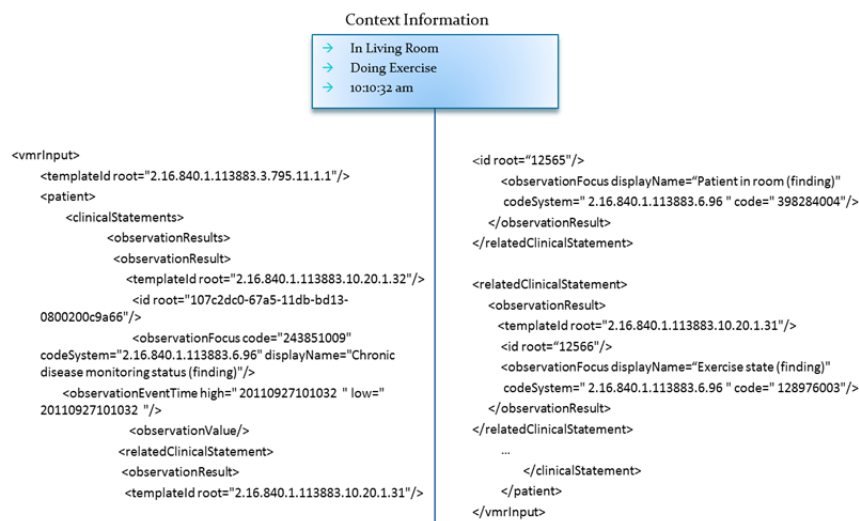 Context Information
→ In Living Room
→ Doing Exercise
→ 10:10:32 am
<vmrInput>
<templateId root="2.16.840.1.113883.3.795.11.1.1"/>
<patient>
<clinicalStatements>
<observationResults>
<observationResult>
<templateId root="2.16.840.1.113883.10.20.1.32"/>
<id root="107c2dc0-67a5-11db-bd13-
0800200c9a66"/>
<observationFocus code="243851009"
codeSystem="2.16.840.1.113883.6.96" displayName="Chronic
disease monitoring status (finding)"/>
<observationEventTime high=" 20110927101032 " low="
20110927101032 "/>
<observationValue/>
<relatedClinicalStatement>
<observationResult>
<templateId root="2.16.840.1.113883.10.20.1.31"/>
<id root="12565"/>
<observationFocus displayName="Patient in room (finding)"
codeSystem=" 2.16.840.1.113883.6.96 " code=" 398284004"/>
</observationResult>
</relatedClinicalStatement>
<relatedClinicalStatement>
<observationResult>
<templateId root="2.16.840.1.113883.10.20.1.31"/>
<id root="12566"/>
<observationFocus displayName="Exercise state (finding)"
codeSystem=" 2.16.840.1.113883.6.96 " code=" 128976003"/>
</observationResult>
</relatedClinicalStatement>
...
</clinicalStatement>
</patient>
</vmrInput>